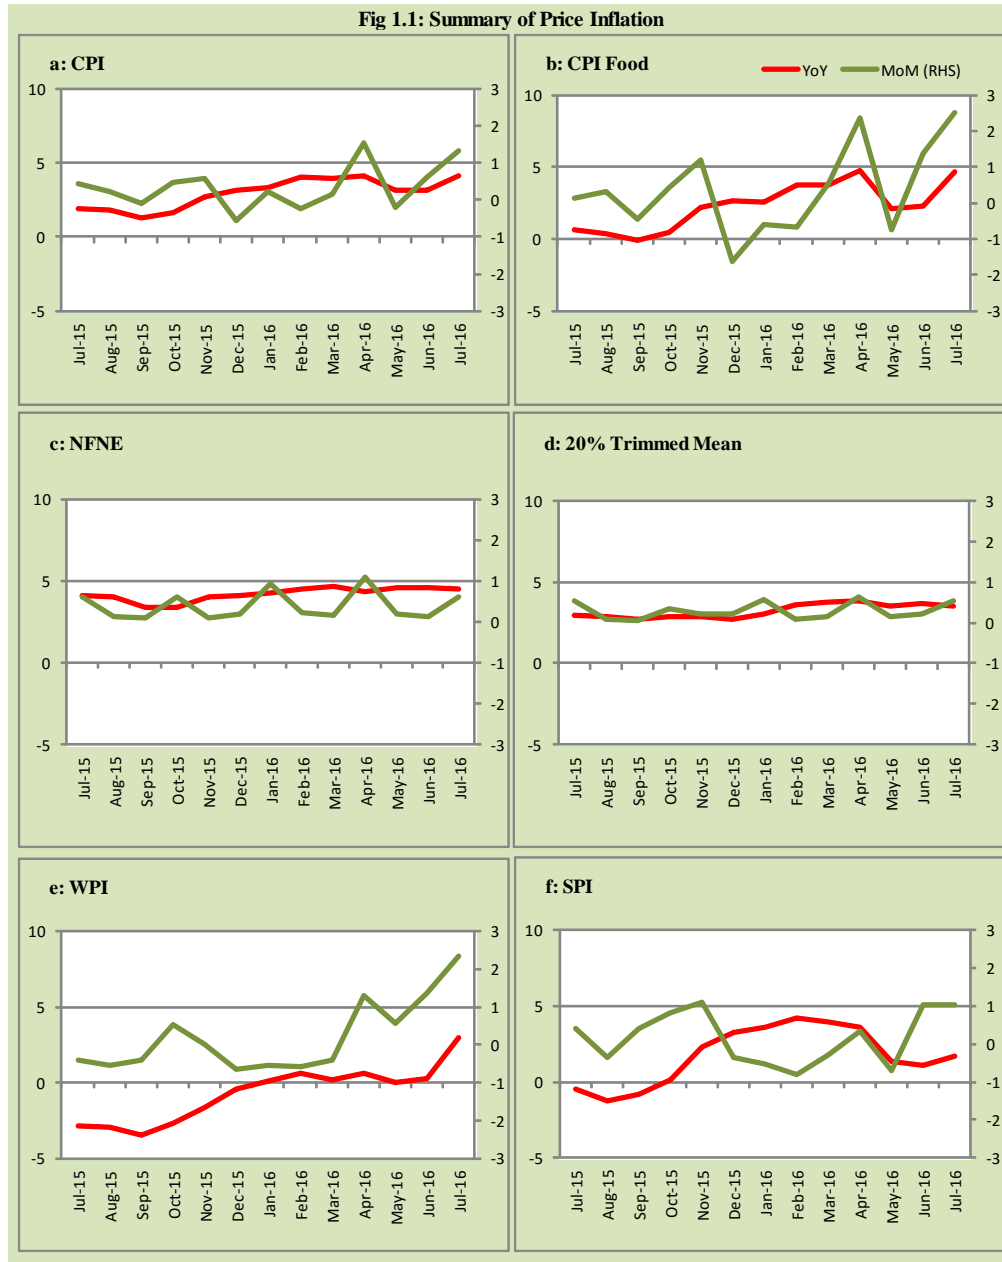 Fig 1.1: Summary of Price Inflation
a: CPI
10
5
0
-5
3
2
1
0
-1
-2
-3
Jul-15
Aug-15
Sep-15
Oct-15
Nov-15
Dec-15
Jan-16
Feb-16
Mar-16
Apr-16
May-16
Jun-16
Jul-16
b: CPI Food
YoY
MoM (RHS)
10
5
0
-5
3
2
1
0
-1
-2
-3
Jul-15
Aug-15
Sep-15
Oct-15
Nov-15
Dec-15
Jan-16
Feb-16
Mar-16
Apr-16
May-16
Jun-16
Jul-16
c: NFNE
10
5
0
-5
3
2
1
0
-1
-2
-3
Jul-15
Aug-15
Sep-15
Oct-15
Nov-15
Dec-15
Jan-16
Feb-16
Mar-16
Apr-16
May-16
Jun-16
Jul-16
d: 20% Trimmed Mean
10
5
0
-5
3
2
1
0
-1
-2
-3
Jul-15
Aug-15
Sep-15
Oct-15
Nov-15
Dec-15
Jan-16
Feb-16
Mar-16
Apr-16
May-16
Jun-16
Jul-16
e: WPI
10
5
0
-5
3
2
1
0
-1
-2
-3
Jul-15
Aug-15
Sep-15
Oct-15
Nov-15
Dec-15
Jan-16
Feb-16
Mar-16
Apr-16
May-16
Jun-16
Jul-16
f: SPI
10
5
0
-5
3
2
1
0
-1
-2
-3
Jul-15
Aug-15
Sep-15
Oct-15
Nov-15
Dec-15
Jan-16
Feb-16
Mar-16
Apr-16
May-16
Jun-16
Jul-16